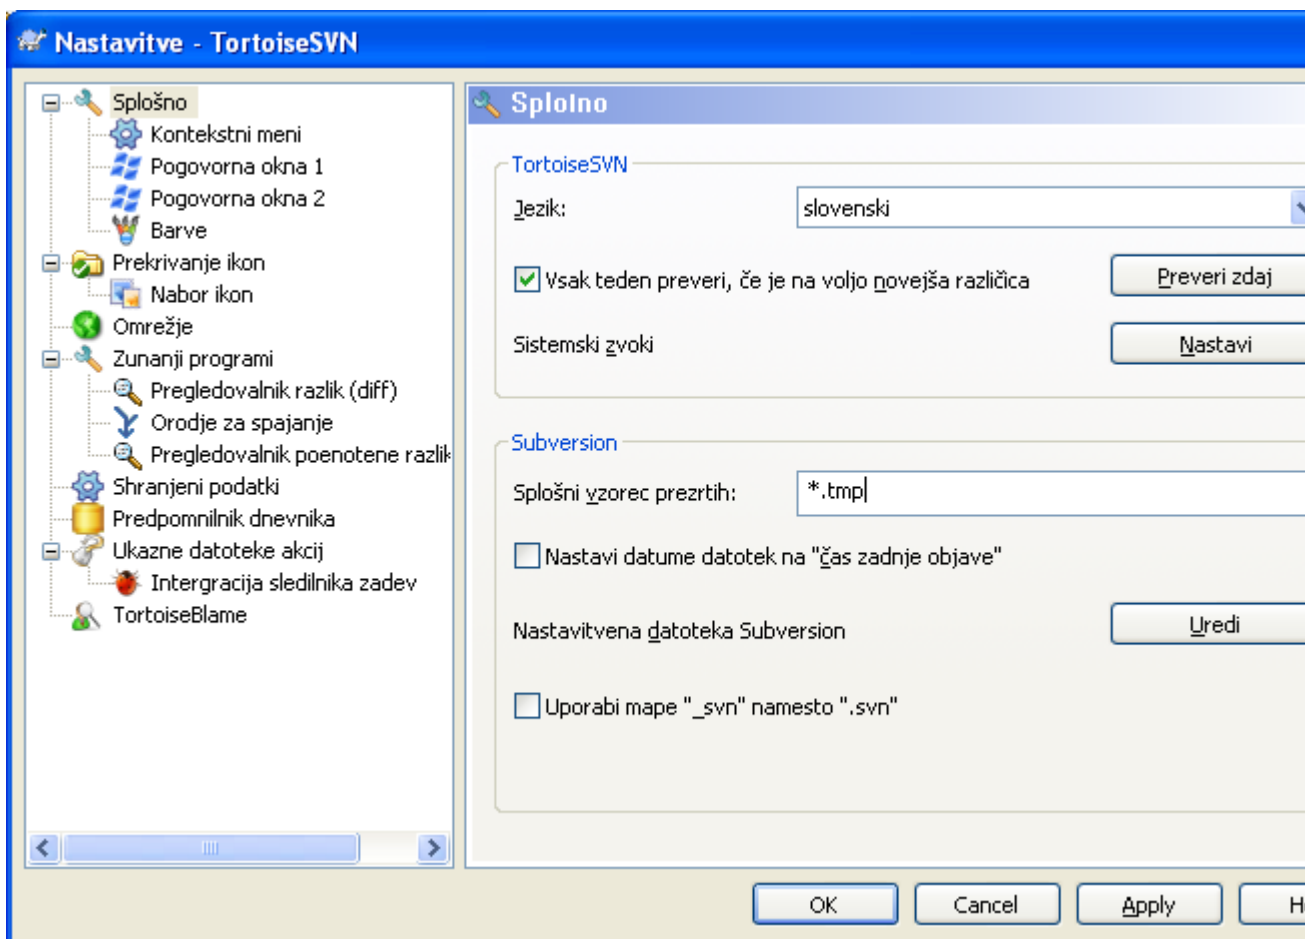 Nastavitve - TortoiseSVN
Splošno
Kontekstni meni
Pogovorna okna 1
Pogovorna okna 2
Barve
Prekrivanje ikon
Nabor ikon
Omrežje
Zunanji programi
Pregledovalnik razlik (diff)
Orodje za spajanje
Pregledovalnik poenotene razlik
Shranjeni podatki
Predpomnilnik dnevnika
Ukazne datoteke akcij
Intergracija sledilnika zadev
TortoiseBlame
Splolno
TortoiseSVN
Jezik:
slovenski
Vsak teden preveri, če je na voljo novejša različica
Preveri zdaj
Sistemski zvoki
Nastavi
Subversion
Splošni vzorec prezrtih:
*.tmp
Nastavi datume datotek na "čas zadnje objave"
Nastavitvena datoteka Subversion
Uredi
Uporabi mape "_svn" namesto ".svn"
OK
Cancel
Apply